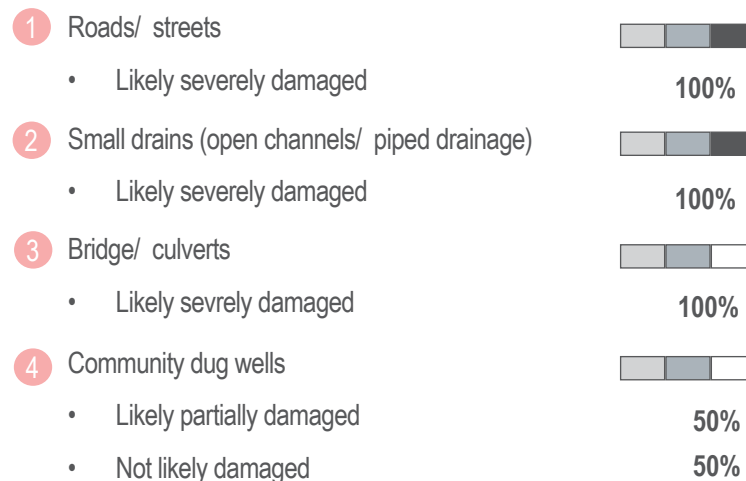 1 Roads/ streets
• Likely severely damaged 100%
2 Small drains (open channels/ piped drainage)
• Likely severely damaged 100%
3 Bridge/ culverts
• Likely sevrely damaged 100%
4 Community dug wells
• Likely partially damaged 50%
• Not likely damaged 50%